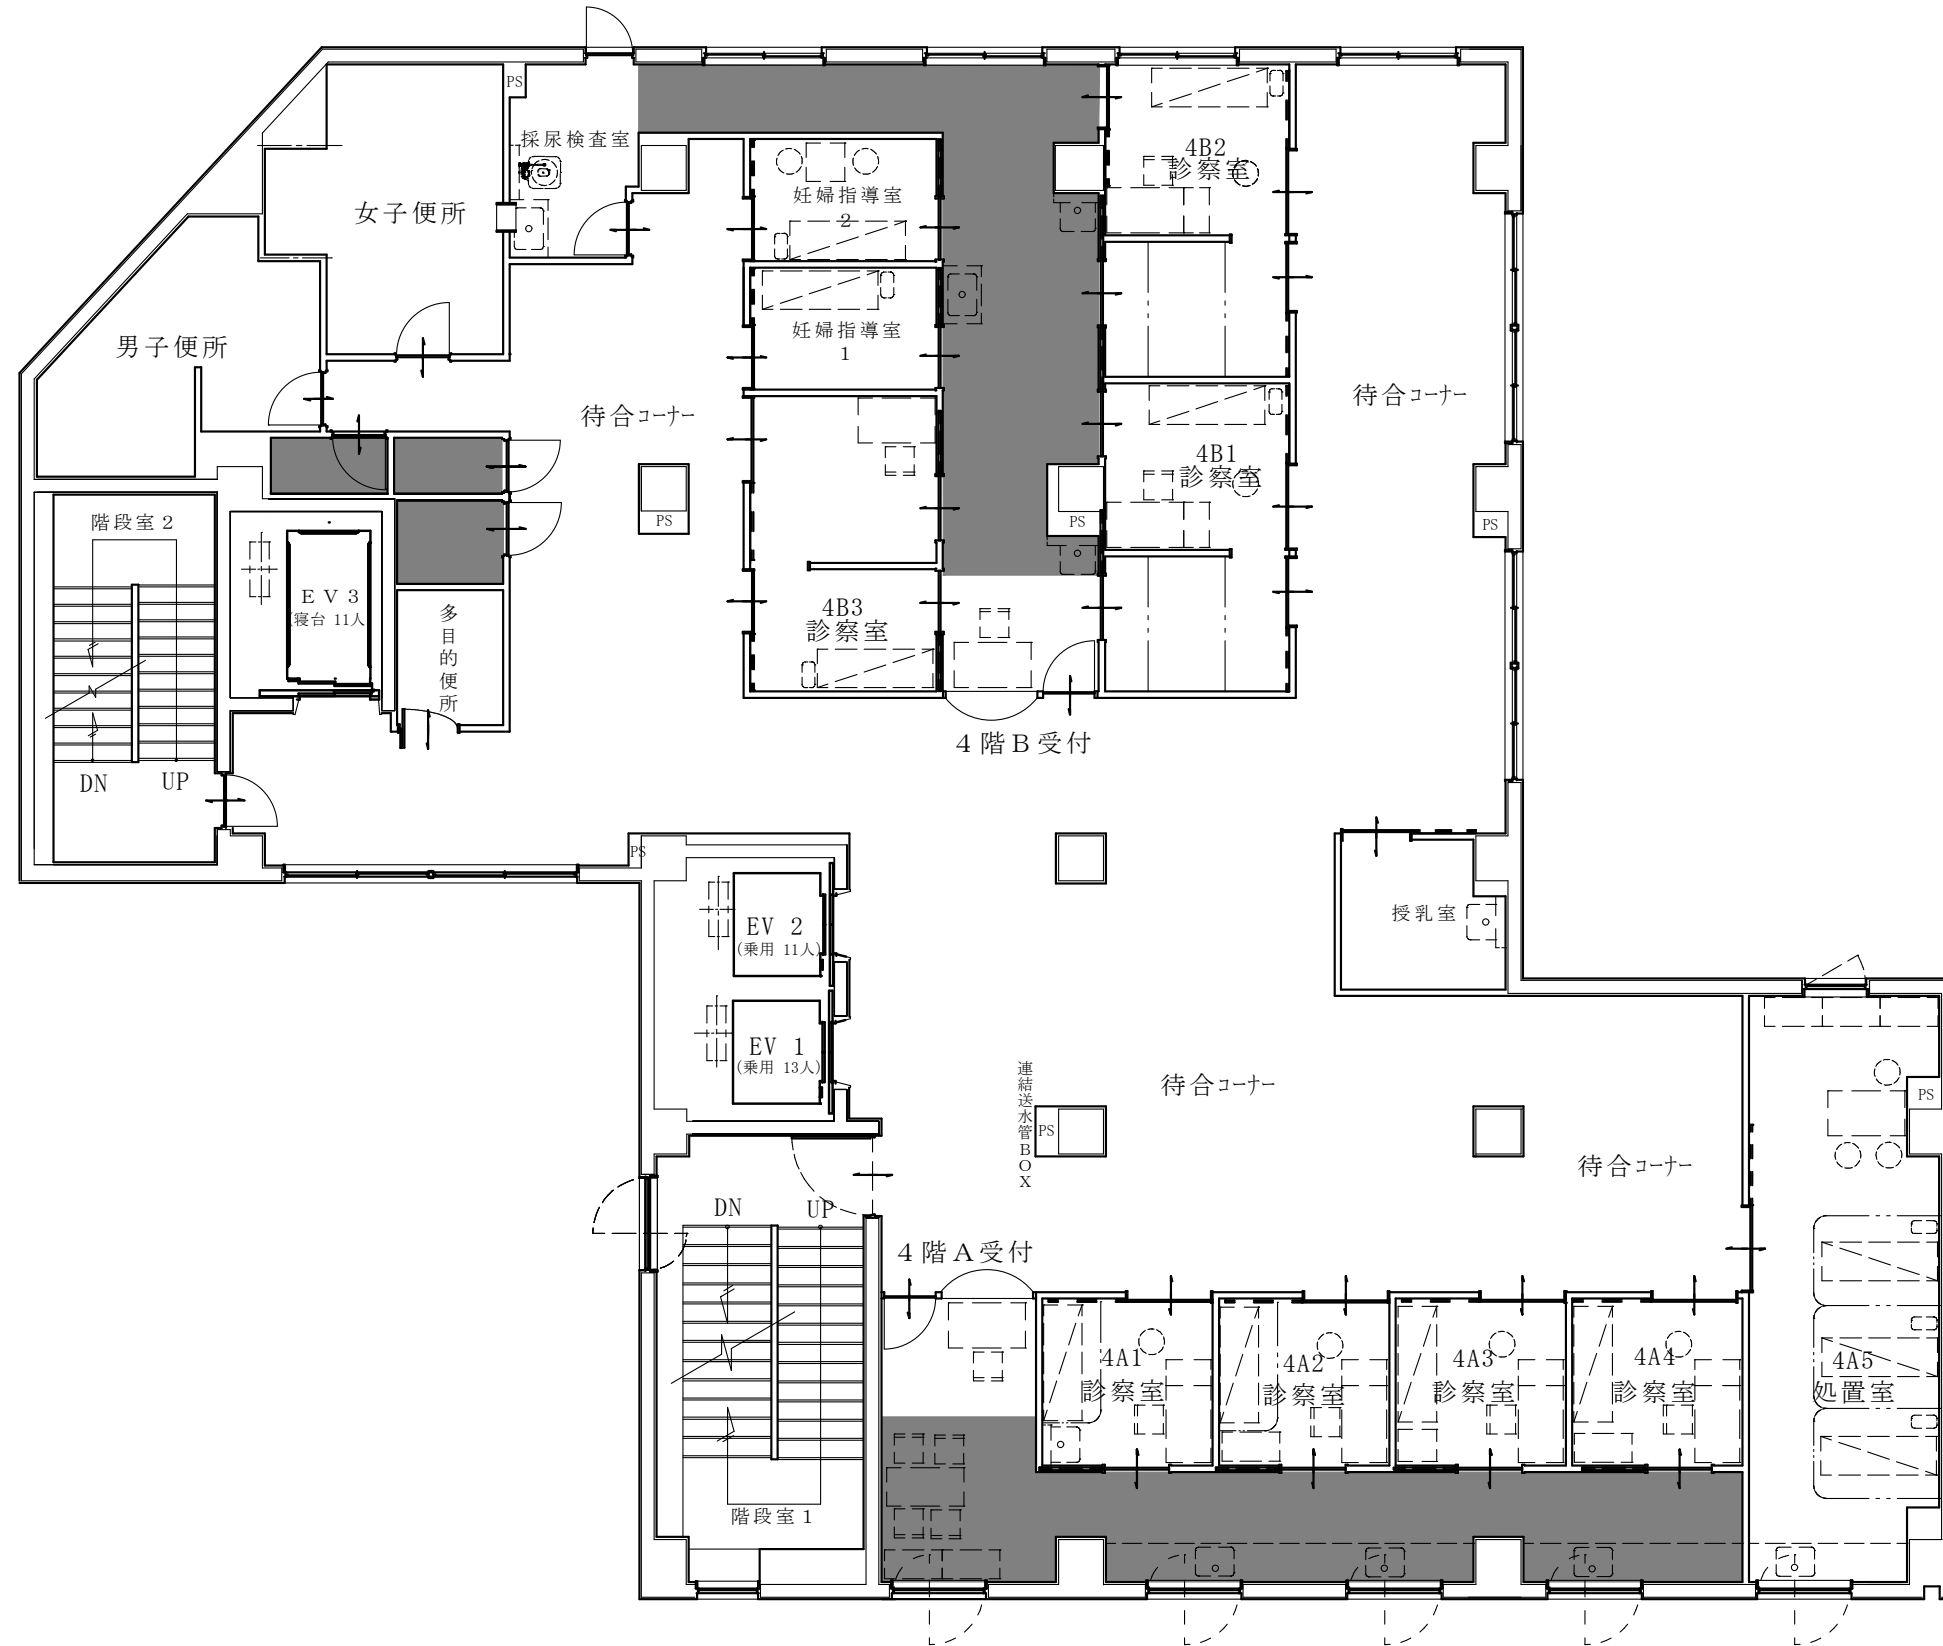 PS
採尿検査室
4B2
診察室
妊婦指導室
2
女子便所
妊婦指導室
1
男子便所
待合コーナー
待合コーナー
4B1
診察室
PS
PS
PS
階段室2
EV3
(寝台 11人
多目的便所
4B3
診察室
4階B受付
DN
UP
PS
授乳室
EV 2
(乗用 11人)
EV 1
(乗用 13人)
連結送水管BOX
PS
待合コーナー
PS
待合コーナー
DN
UP
4階A受付
4A1
診察室
4A2
診察室
4A3
診察室
4A4
診察室
4A5
処置室
階段室1